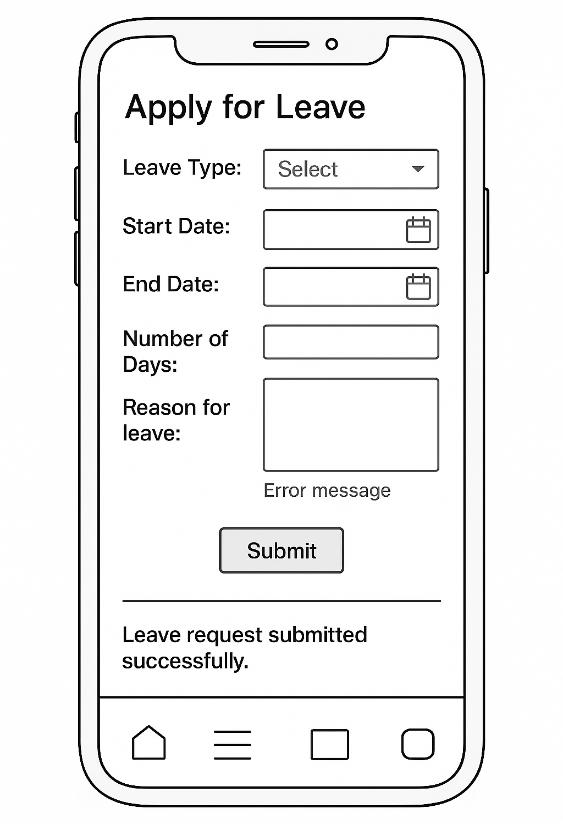 Apply for Leave
Leave Type:
Select
Start Date:
End Date:
Number of
Days:
Reason for
leave:
Error message
Submit
Leave request submitted
successfully.